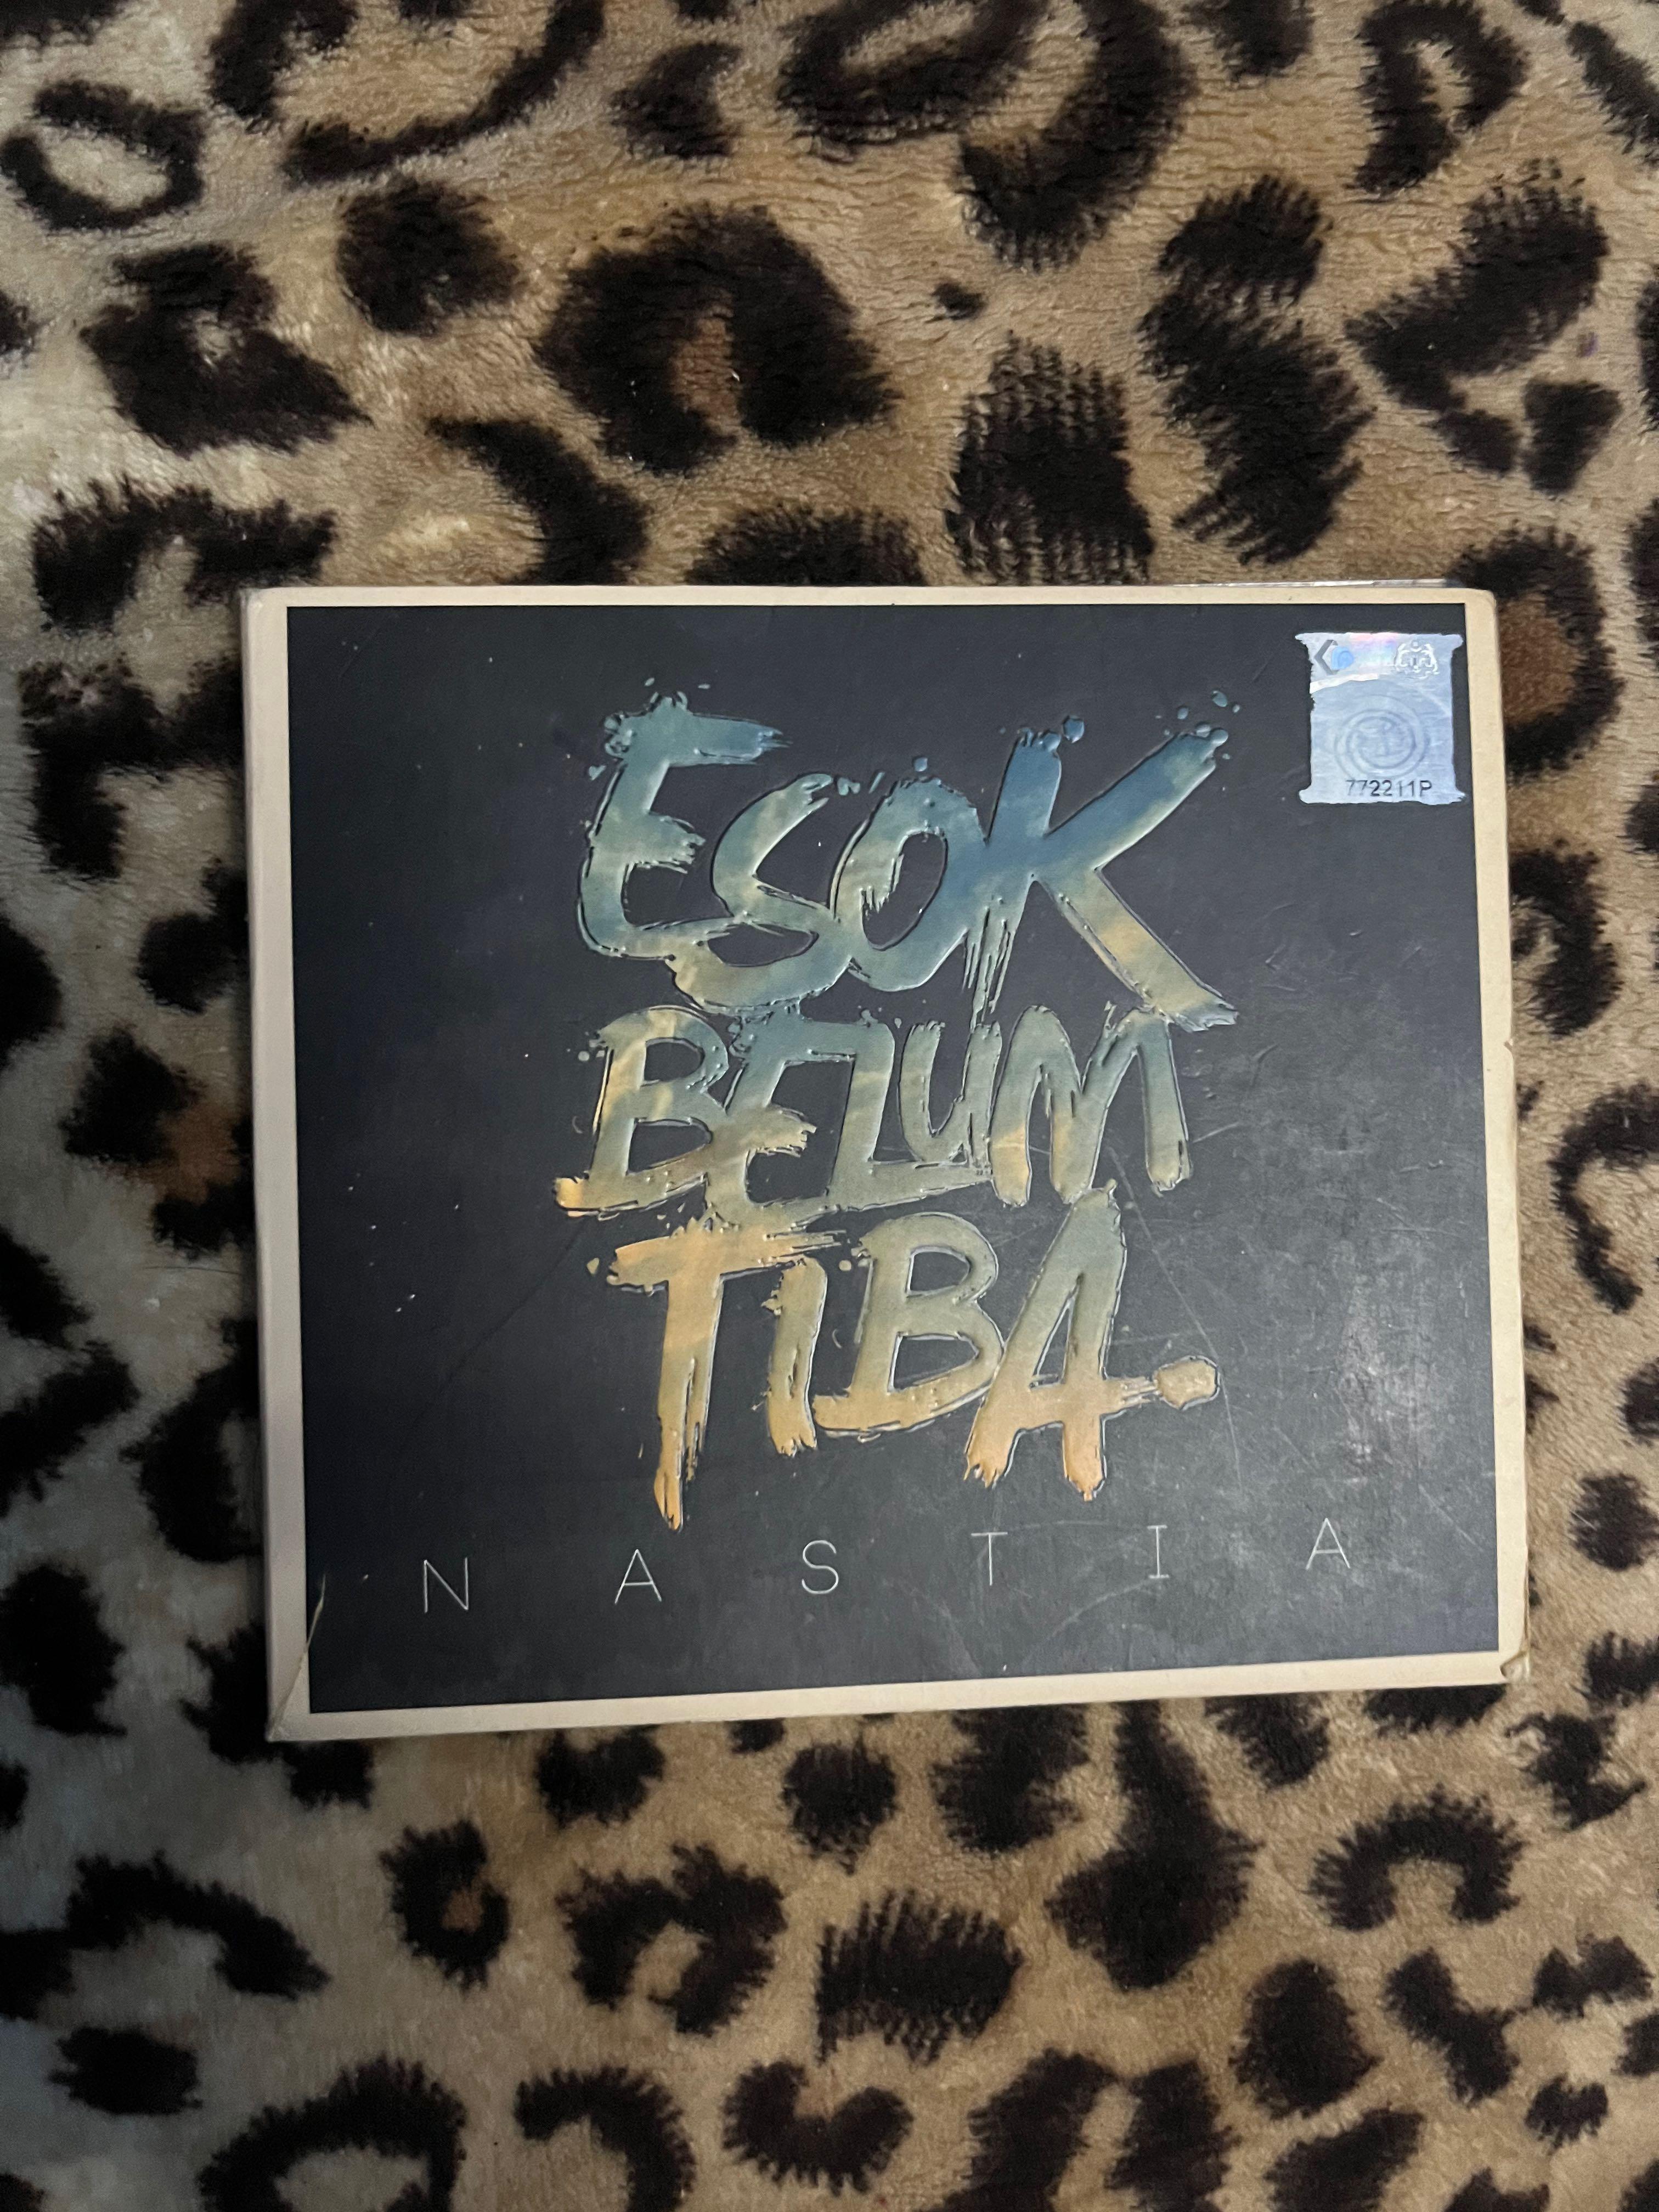 772211P
ESOK
BELUM
TIBA.
NASTIA